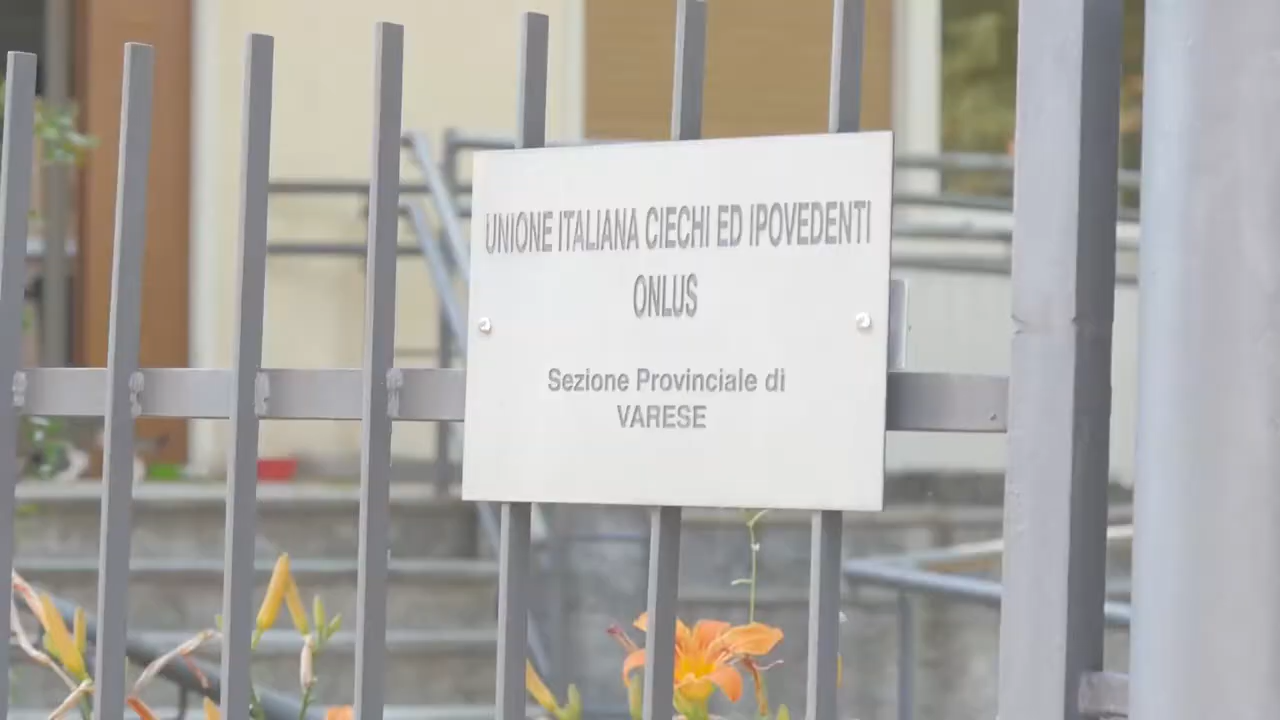 UNIONE ITALIANA CIECHI ED IPOVEDENTI
ONLUS
Sezione Provinciale di
VARESE